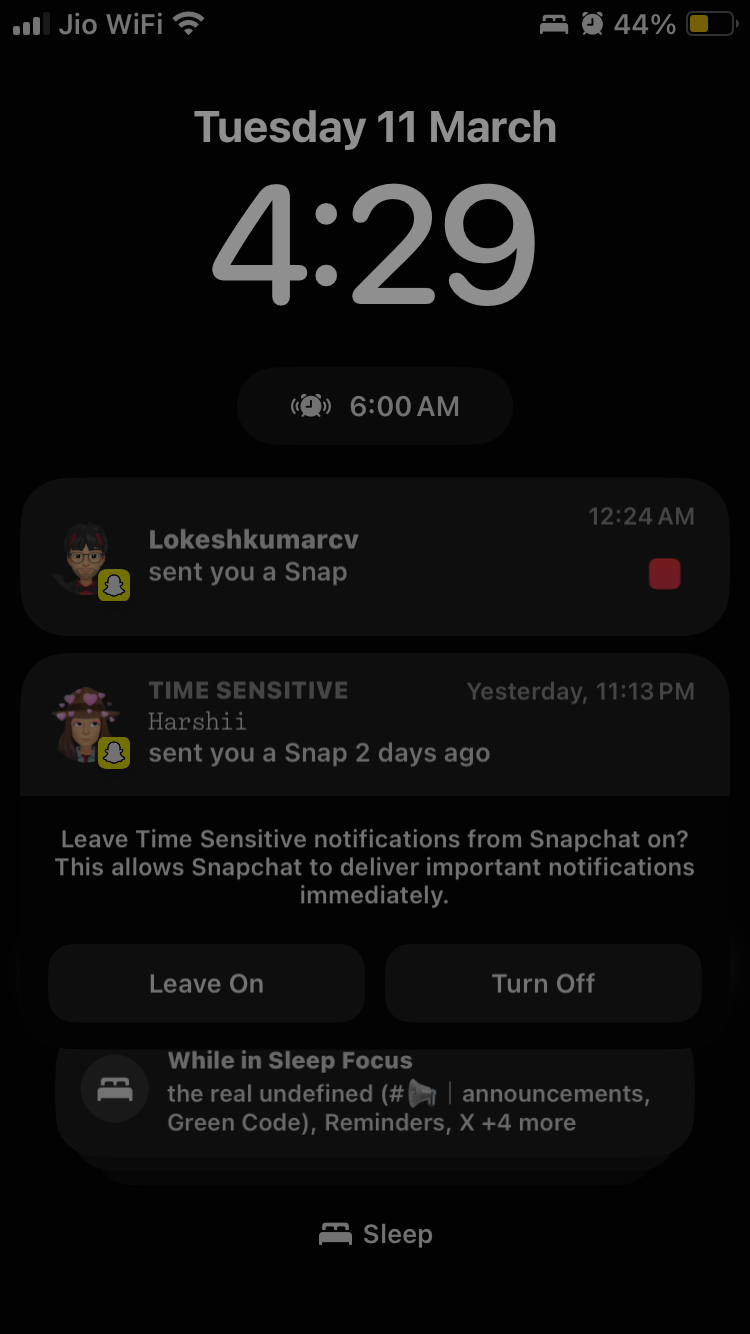 Jio WiFi 44%
Tuesday 11 March
4:29
6:00 AM
12:24 AM
Lokeshkumarcv
sent you a Snap
TIME SENSITIVE Yesterday, 11:13 PM
Harshii
sent you a Snap 2 days ago
Leave Time Sensitive notifications from Snapchat on?
This allows Snapchat to deliver important notifications
immediately.
Leave On Turn Off
While in Sleep Focus
the real undefined (#📢｜announcements,
Green Code), Reminders, X +4 more
Sleep